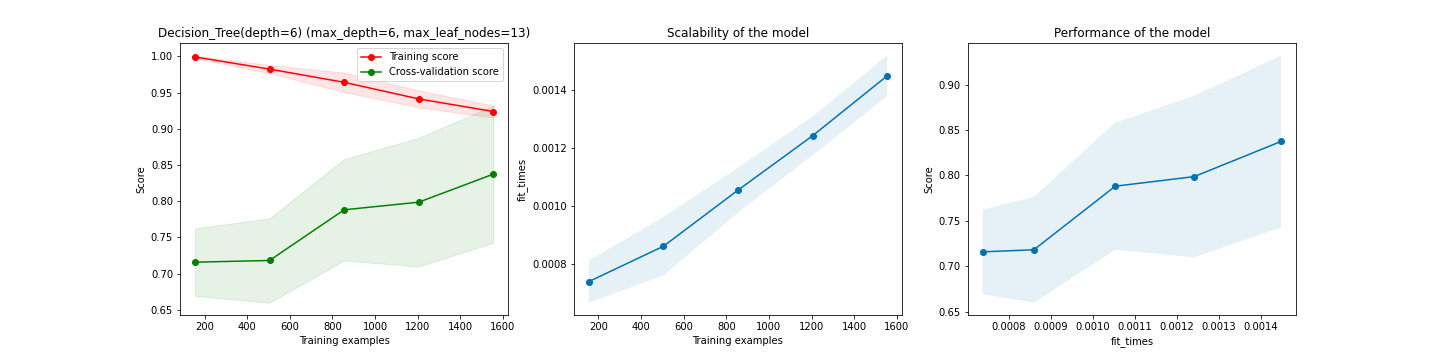 Decision_Tree(depth=6) (max_depth=6, max_leaf_nodes=13)
Training score
Cross-validation score
1.00
0.95
0.90
0.85
0.80
0.75
0.70
0.65
Score
200 400 600 800 1000 1200 1400 1600
Training examples
Scalability of the model
0.0014
0.0012
0.0010
0.0008
fit_times
200 400 600 800 1000 1200 1400 1600
Training examples
Performance of the model
0.90
0.85
0.80
0.75
0.70
0.65
Score
0.0008 0.0009 0.0010 0.0011 0.0012 0.0013 0.0014
fit_times